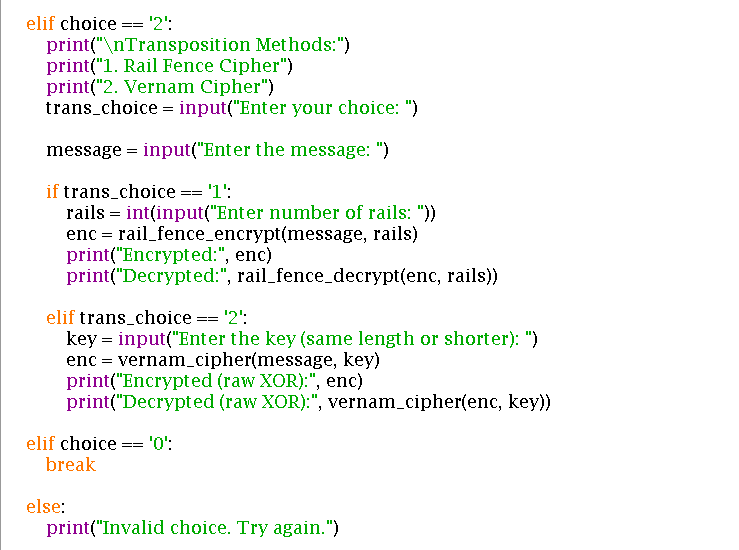 elif choice == '2':
print("\nTransposition Methods:")
print("1. Rail Fence Cipher")
print("2. Vernam Cipher")
trans_choice = input("Enter your choice: ")
message = input("Enter the message: ")
if trans_choice == '1':
rails = int(input("Enter number of rails: "))
enc = rail_fence_encrypt(message, rails)
print("Encrypted:", enc)
print("Decrypted:", rail_fence_decrypt(enc, rails))
elif trans_choice == '2':
key = input("Enter the key (same length or shorter): ")
enc = vernam_cipher(message, key)
print("Encrypted (raw XOR):", enc)
print("Decrypted (raw XOR):", vernam_cipher(enc, key))
elif choice == '0':
break
else:
print("Invalid choice. Try again.")